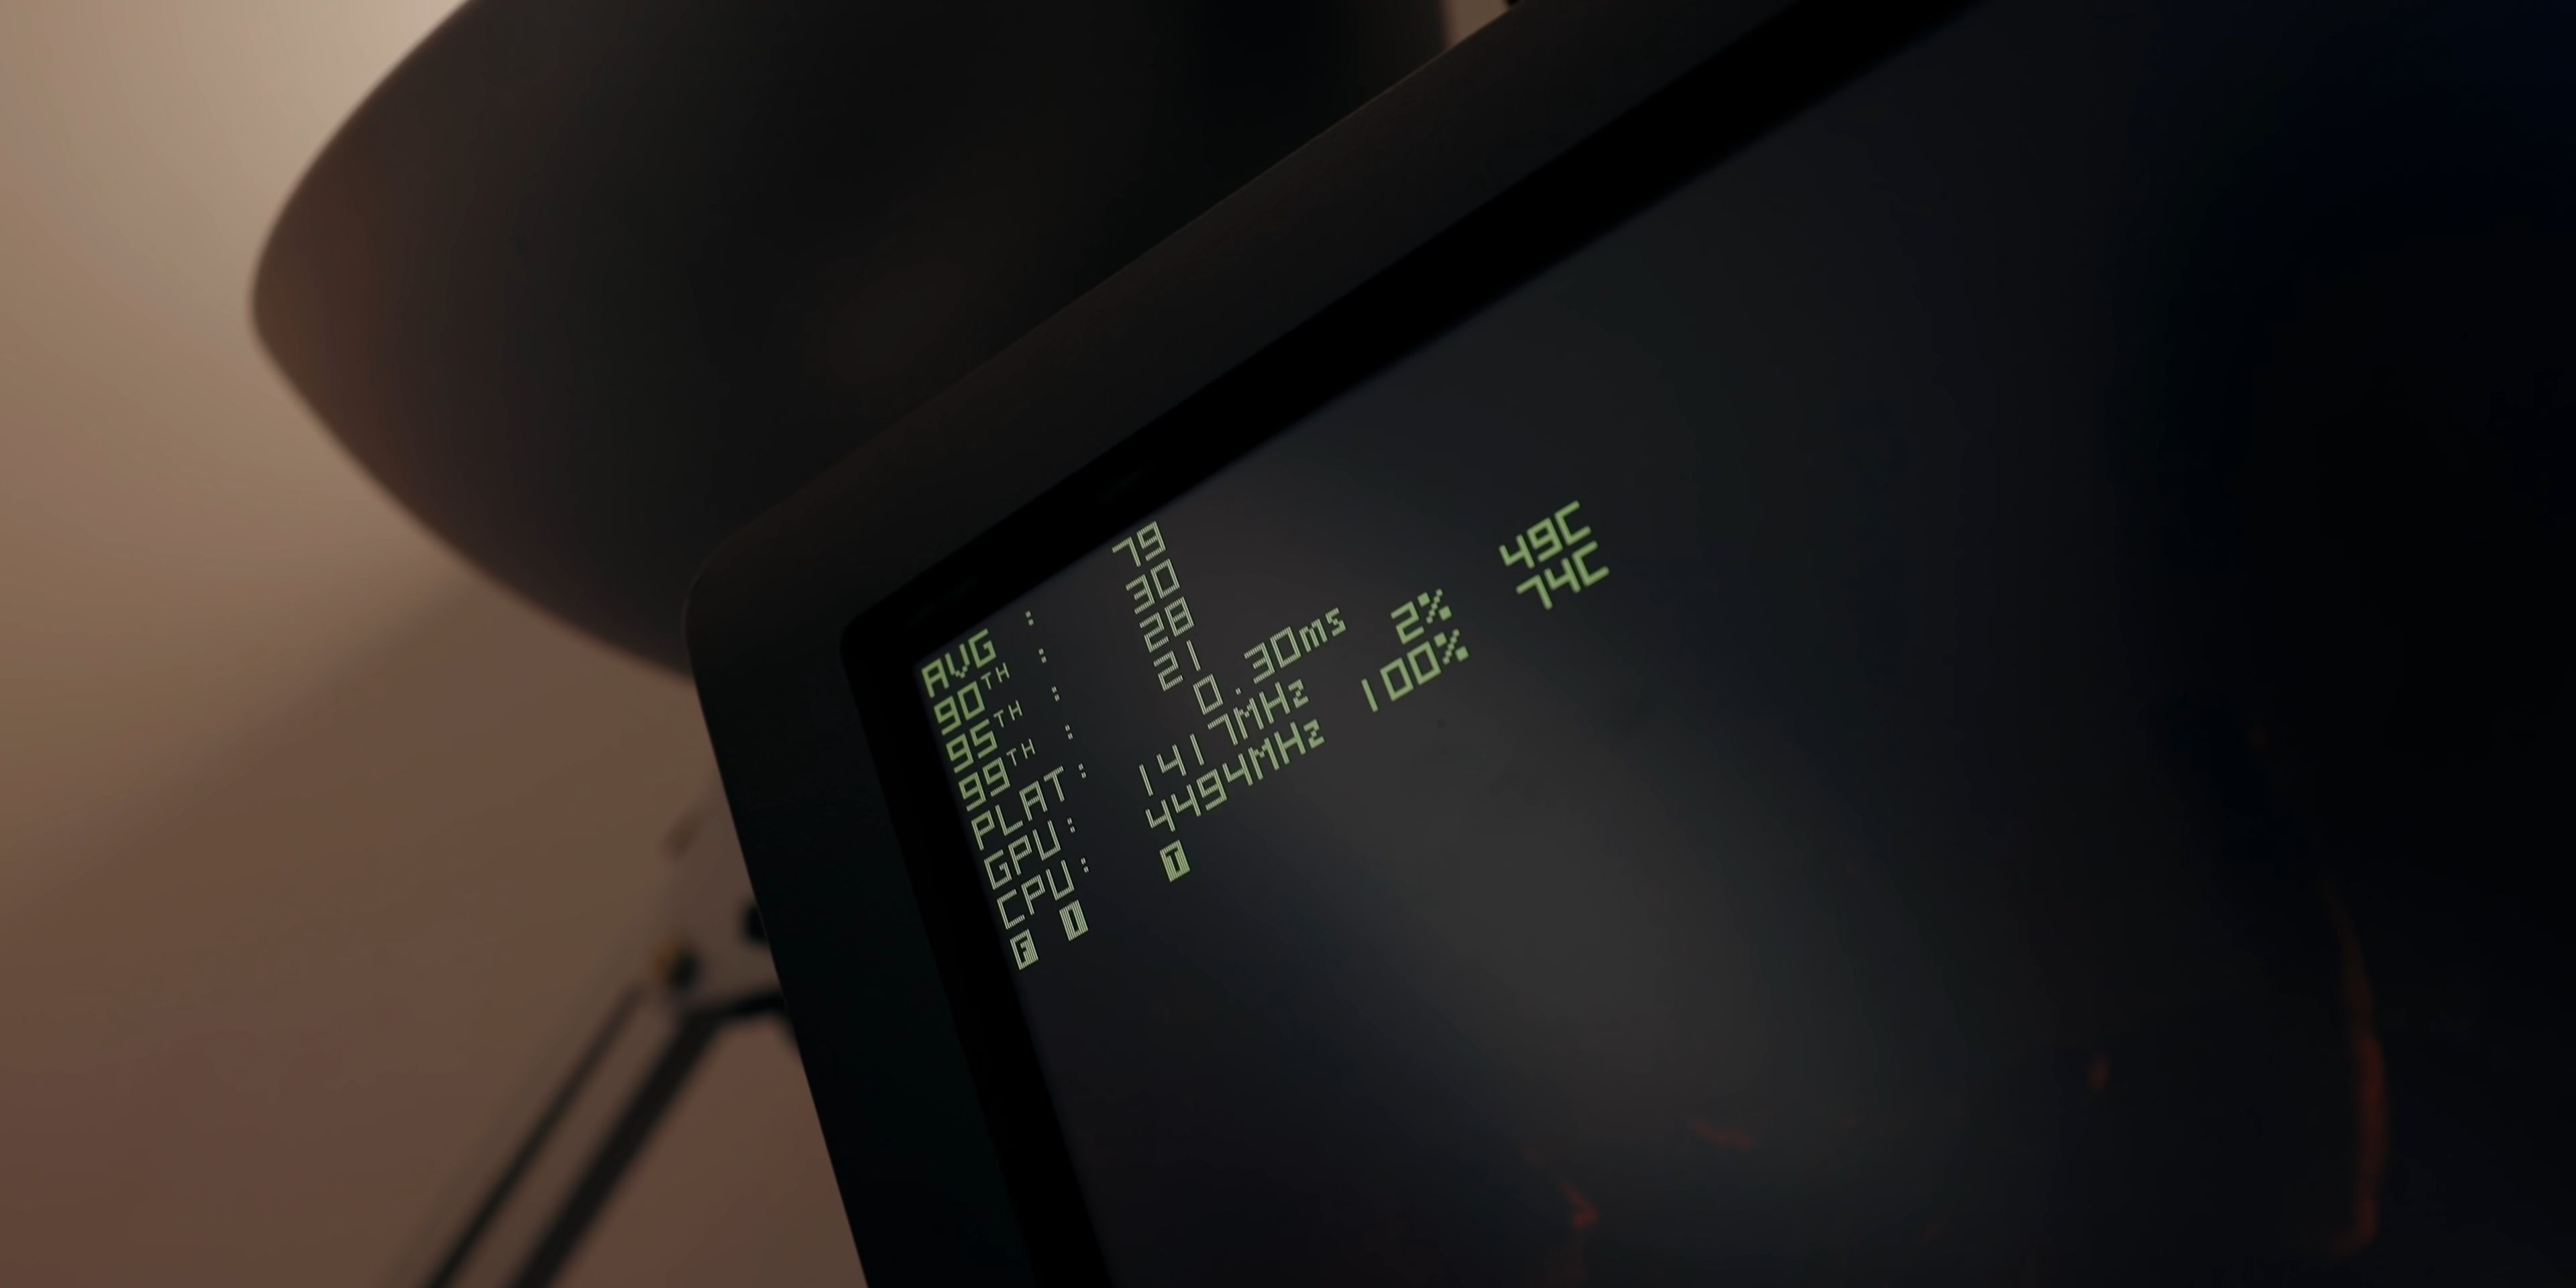 AVG : 79
90TH : 30
95TH : 28
99TH : 21
PLAT: 0.30ms
GPU: 1417MHz 2% 49C
CPU: 4494MHz 100% 74C
F I T